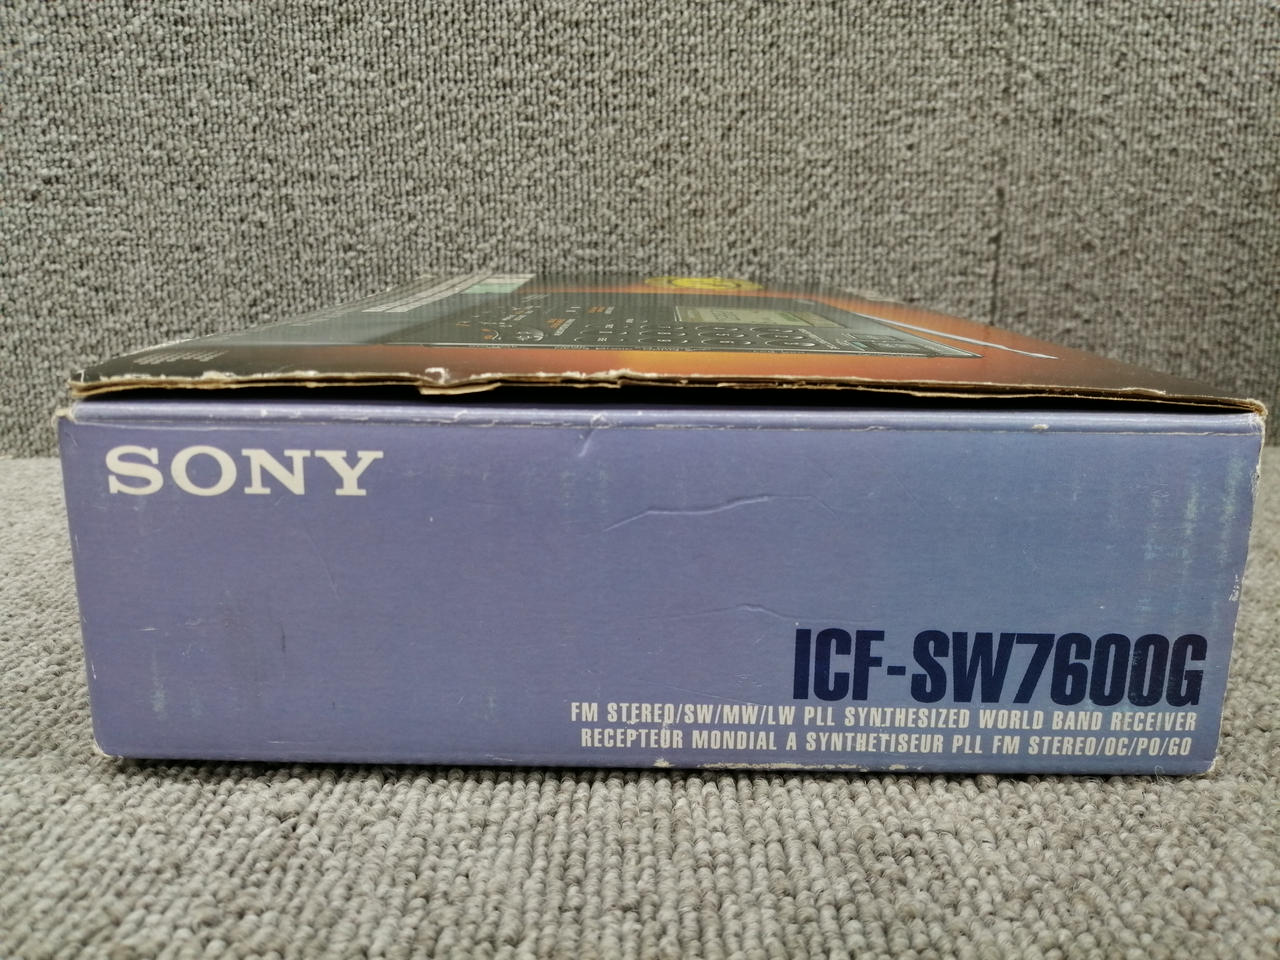 SONY
ICF-SW7600G
FM STEREO/SW/MW/LW PLL SYNTHESIZED WORLD BAND RECEIVER
RECEPTEUR MONDIAL A SYNTHETISEUR PLL FM STEREO/OC/PO/GO